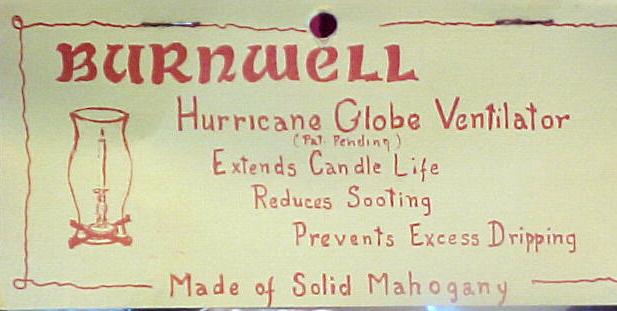 BURNWELL
Hurricane Globe Ventilator
(Pat. Pending)
Extends Candle Life
Reduces Sooting
Prevents Excess Dripping
Made of Solid Mahogany